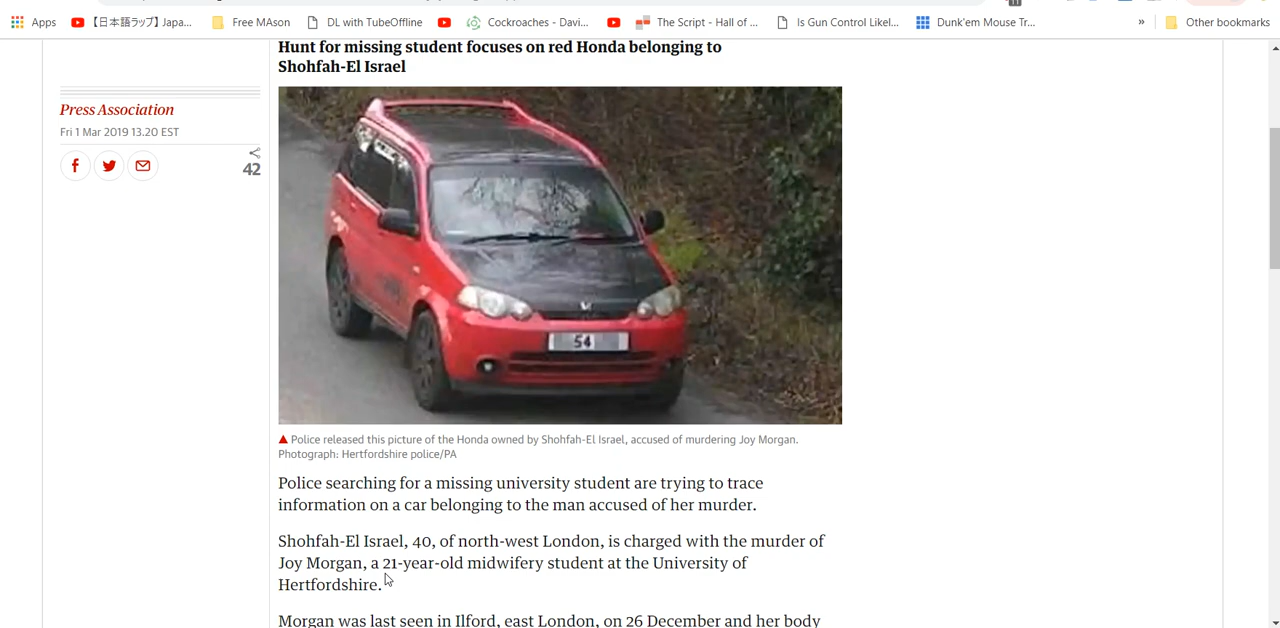 Apps
【日本語ラップ】Japa...
Free MAson
DL with TubeOffline
Cockroaches - Davi...
The Script - Hall of ...
Is Gun Control Likel...
Dunk'em Mouse Tr...
»
Other bookmarks
Hunt for missing student focuses on red Honda belonging to
Shohfah-El Israel
Press Association
Fri 1 Mar 2019 13.20 EST
42
54
Police released this picture of the Honda owned by Shohfah-El Israel, accused of murdering Joy Morgan.
Photograph: Hertfordshire police/PA
Police searching for a missing university student are trying to trace
information on a car belonging to the man accused of her murder.
Shohfah-El Israel, 40, of north-west London, is charged with the murder of
Joy Morgan, a 21-year-old midwifery student at the University of
Hertfordshire.
Morgan was last seen in Ilford, east London, on 26 December and her body